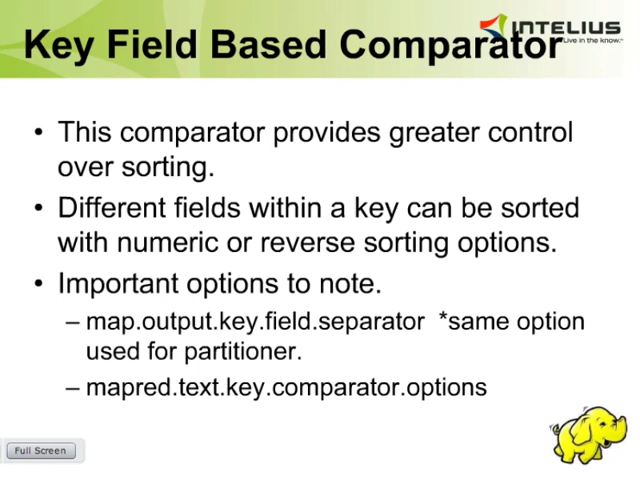 Key Field Based Comparator
INTELIUS
Live in the know.™
• This comparator provides greater control
over sorting.
• Different fields within a key can be sorted
with numeric or reverse sorting options.
• Important options to note.
– map.output.key.field.separator *same option
used for partitioner.
– mapred.text.key.comparator.options
Full Screen